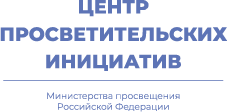 ЦЕНТР
ПРОСВЕТИТЕЛЬСКИХ
ИНИЦИАТИВ
Министерства просвещения
Российской Федерации